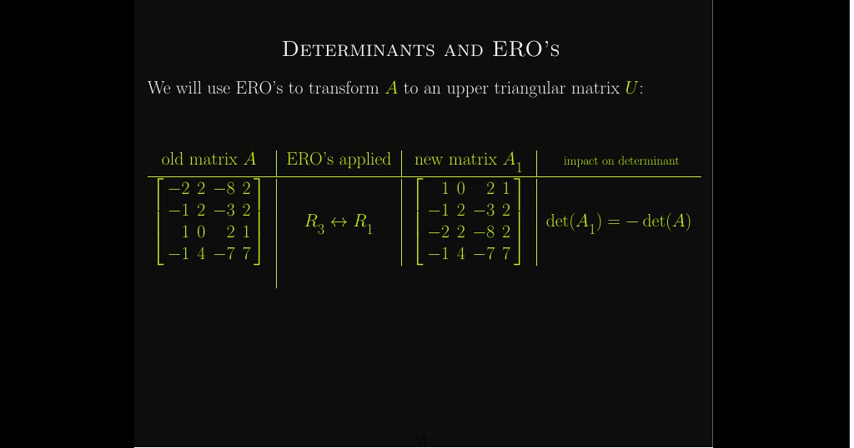 Determinants and ERO's
We will use ERO's to transform A to an upper triangular matrix U:
old matrix A ERO's applied new matrix A₁ impact on determinant
−2 2 −8 2 1 0 2 1
−1 2 −3 2 −1 2 −3 2
R₃ ↔ R₁ det(A₁) = − det(A)
1 0 2 1 −2 2 −8 2
−1 4 −7 7 −1 4 −7 7